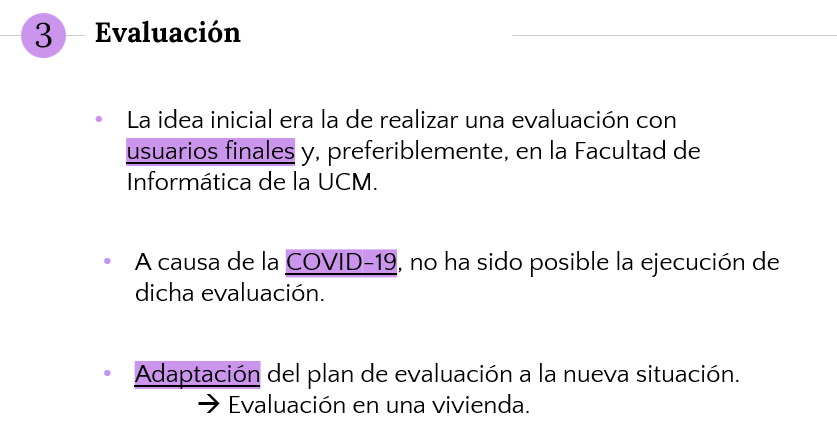 3
Evaluación
• La idea inicial era la de realizar una evaluación con
usuarios finales y, preferiblemente, en la Facultad de
Informática de la UCM.
• A causa de la COVID-19, no ha sido posible la ejecución de
dicha evaluación.
• Adaptación del plan de evaluación a la nueva situación.
→ Evaluación en una vivienda.